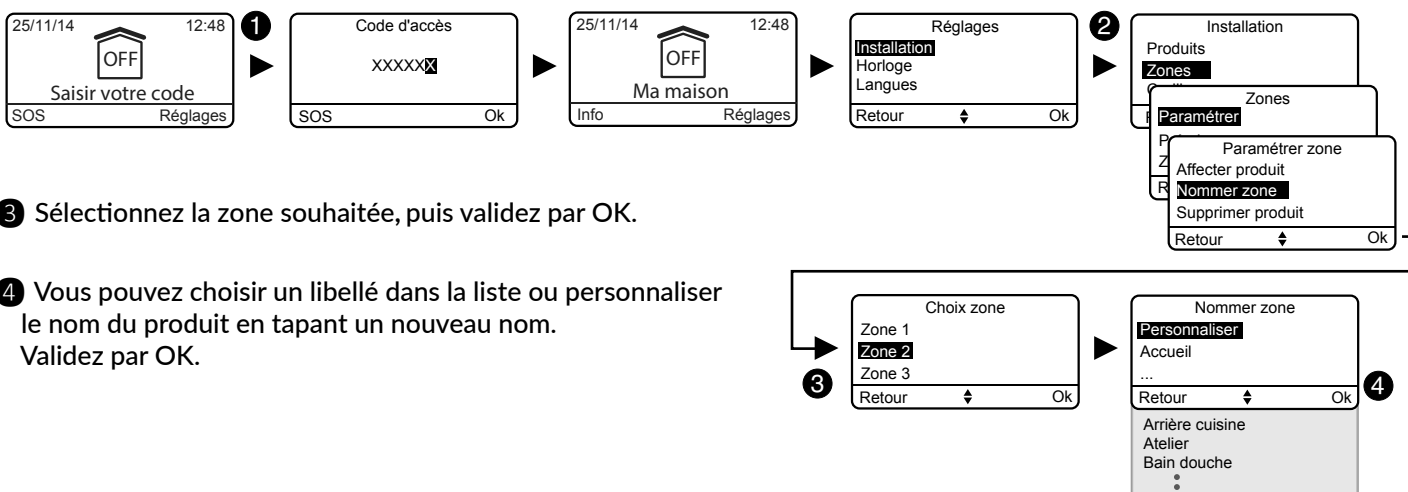 25/11/14 12:48
OFF
Saisir votre code
SOS Réglages
1
Code d'accès
XXXXXX
SOS Ok
25/11/14 12:48
OFF
Ma maison
Info Réglages
Réglages
Installation
Horloge
Langues
Retour Ok
2
Installation
Produits
Zones
Zones
Paramétrer
P
Z
R
Paramétrer zone
Affecter produit
Nommer zone
Supprimer produit
Retour Ok
3 Sélectionnez la zone souhaitée, puis validez par OK.
4 Vous pouvez choisir un libellé dans la liste ou personnaliser
le nom du produit en tapant un nouveau nom.
Validez par OK.
3
Choix zone
Zone 1
Zone 2
Zone 3
Retour Ok
Nommer zone
Personnaliser
Accueil
...
Retour Ok
4
Arrière cuisine
Atelier
Bain douche